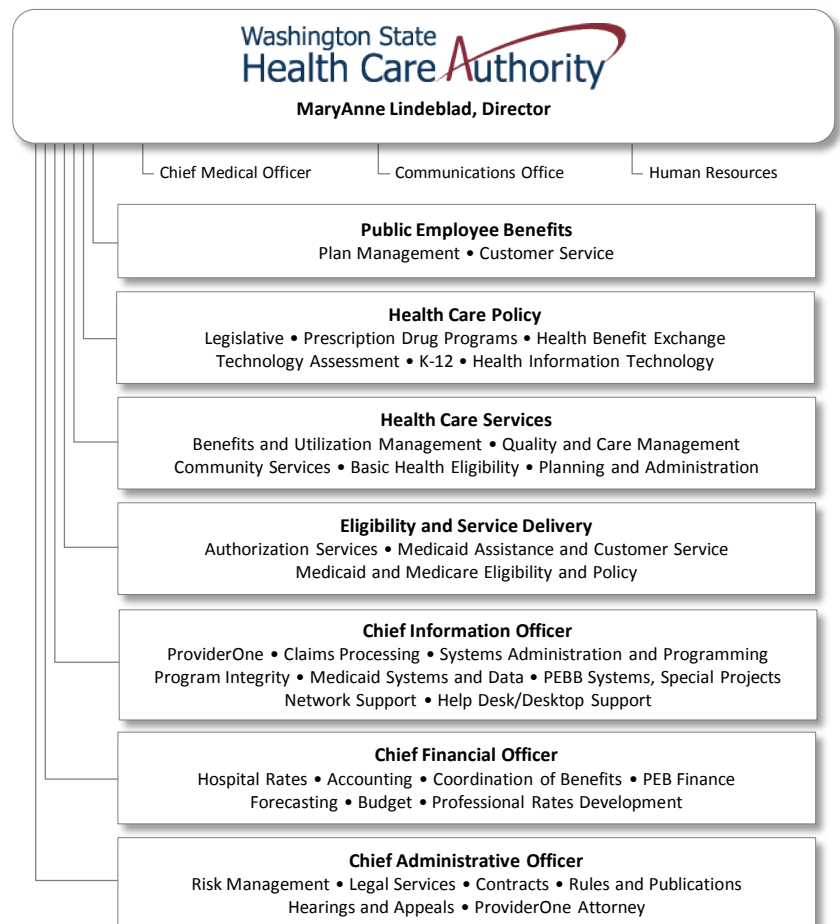 Washington State
Health Care Authority
MaryAnne Lindeblad, Director
Chief Medical Officer
Communications Office
Human Resources
Public Employee Benefits
Plan Management • Customer Service
Health Care Policy
Legislative • Prescription Drug Programs • Health Benefit Exchange
Technology Assessment • K-12 • Health Information Technology
Health Care Services
Benefits and Utilization Management • Quality and Care Management
Community Services • Basic Health Eligibility • Planning and Administration
Eligibility and Service Delivery
Authorization Services • Medicaid Assistance and Customer Service
Medicaid and Medicare Eligibility and Policy
Chief Information Officer
ProviderOne • Claims Processing • Systems Administration and Programming
Program Integrity • Medicaid Systems and Data • PEBB Systems, Special Projects
Network Support • Help Desk/Desktop Support
Chief Financial Officer
Hospital Rates • Accounting • Coordination of Benefits • PEB Finance
Forecasting • Budget • Professional Rates Development
Chief Administrative Officer
Risk Management • Legal Services • Contracts • Rules and Publications
Hearings and Appeals • ProviderOne Attorney